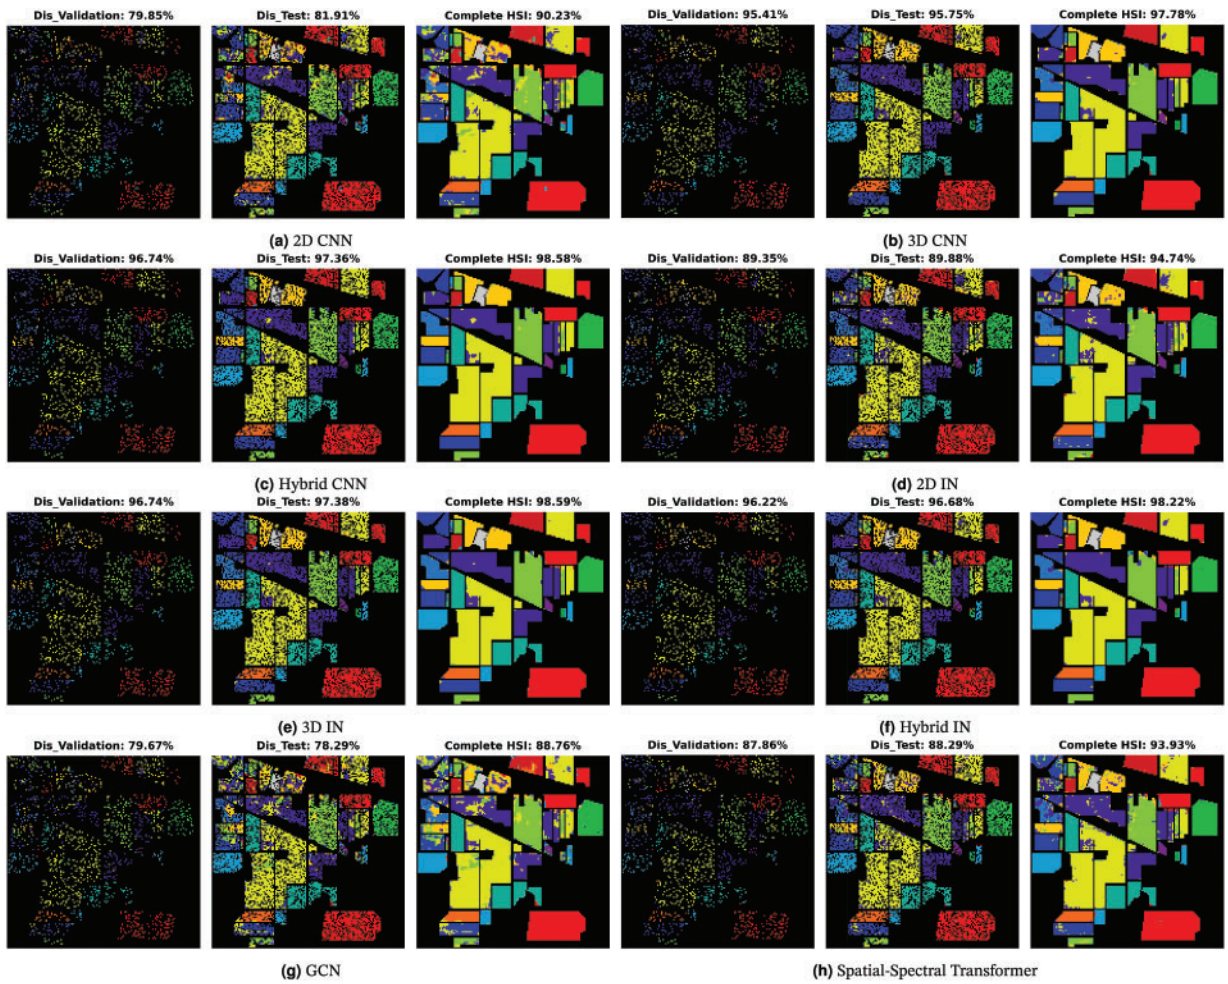 Dis_Validation: 79.85% Dis_Test: 81.91% Complete HSI: 90.23% Dis_Validation: 95.41% Dis_Test: 95.75% Complete HSI: 97.78%
(a) 2D CNN (b) 3D CNN
Dis_Validation: 96.74% Dis_Test: 97.36% Complete HSI: 98.58% Dis_Validation: 89.35% Dis_Test: 89.88% Complete HSI: 94.74%
(c) Hybrid CNN (d) 2D IN
Dis_Validation: 96.74% Dis_Test: 97.38% Complete HSI: 98.59% Dis_Validation: 96.22% Dis_Test: 96.68% Complete HSI: 98.22%
(e) 3D IN (f) Hybrid IN
Dis_Validation: 79.67% Dis_Test: 78.29% Complete HSI: 88.76% Dis_Validation: 87.86% Dis_Test: 88.29% Complete HSI: 93.93%
(g) GCN (h) Spatial-Spectral Transformer